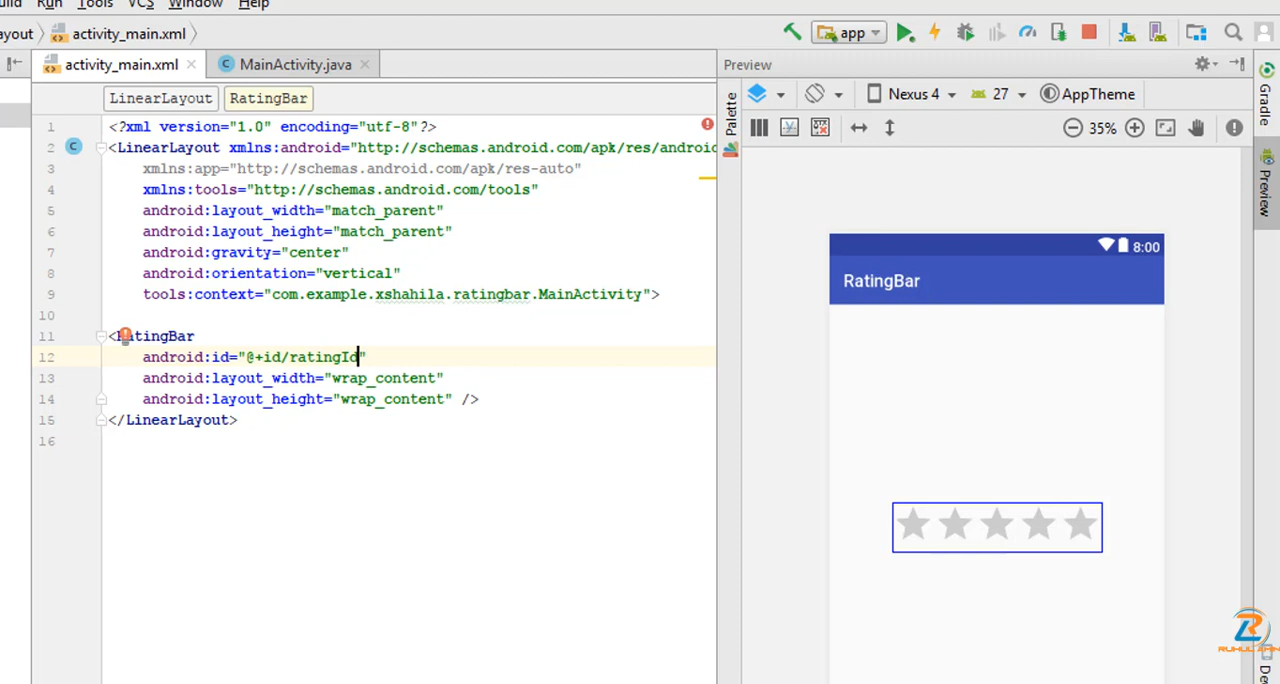 Run Tools VCS Window Help
activity_main.xml
app
activity_main.xml
MainActivity.java
Preview
LinearLayout RatingBar
Palette
Nexus 4
27
AppTheme
35%
Gradle
Preview
1 <?xml version="1.0" encoding="utf-8"?>
2 <LinearLayout xmlns:android="http://schemas.android.com/apk/res/androi
3 xmlns:app="http://schemas.android.com/apk/res-auto"
4 xmlns:tools="http://schemas.android.com/tools"
5 android:layout_width="match_parent"
6 android:layout_height="match_parent"
7 android:gravity="center"
8 android:orientation="vertical"
9 tools:context="com.example.xshahila.ratingbar.MainActivity">
10
11 <RatingBar
12 android:id="@+id/ratingId"
13 android:layout_width="wrap_content"
14 android:layout_height="wrap_content" />
15 </LinearLayout>
16
8:00
RatingBar